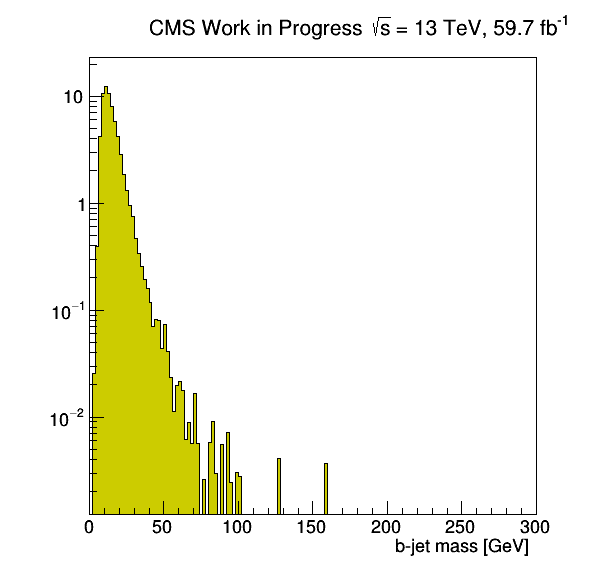 CMS Work in Progress √s = 13 TeV, 59.7 fb⁻¹
10
1
10⁻¹
10⁻²
0 50 100 150 200 250 300
b-jet mass [GeV]